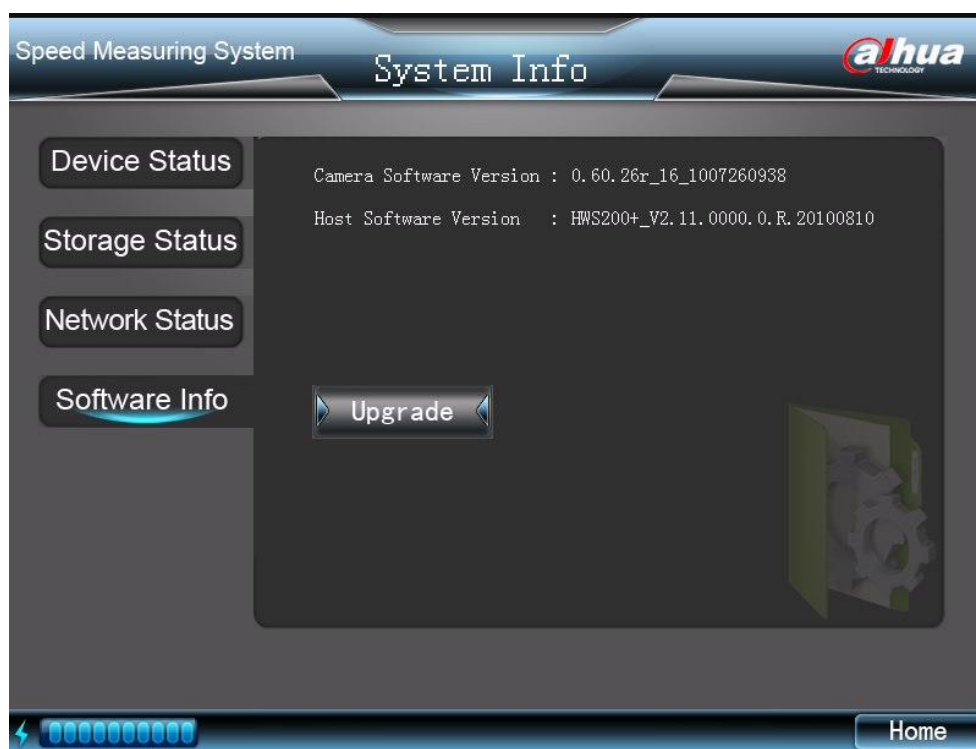 Speed Measuring System
System Info
alhua
TECHNOLOGY
Device Status
Camera Software Version : 0.60.26r_16_1007260938
Host Software Version : HWS200+_V2.11.0000.0.R.20100810
Storage Status
Network Status
Software Info
Upgrade
Home